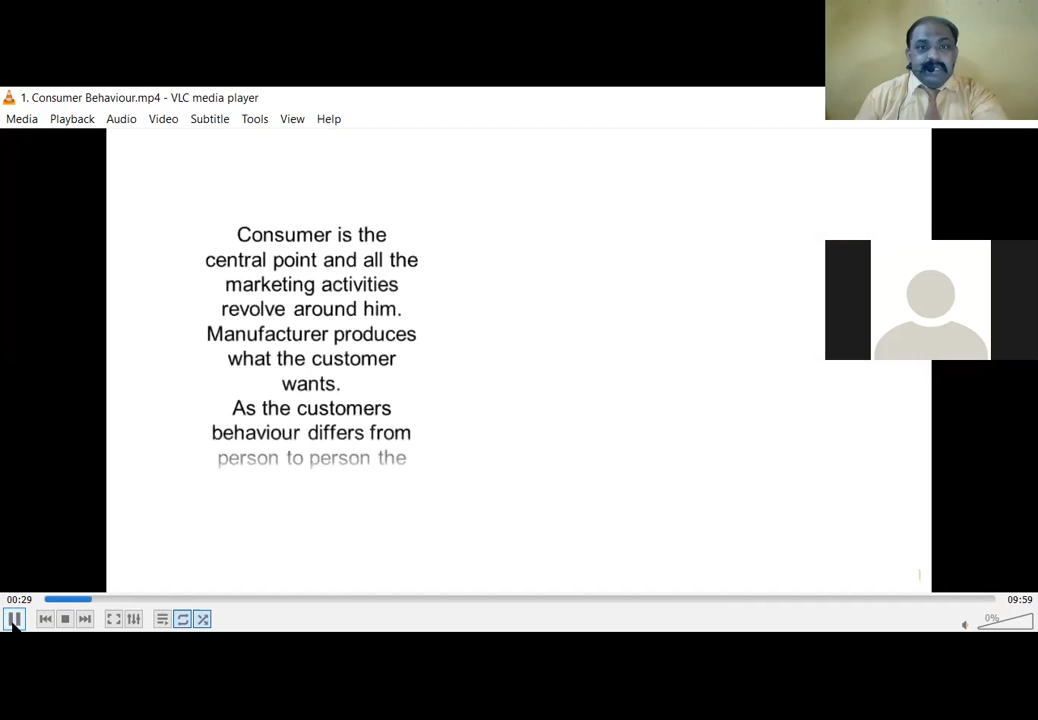 1. Consumer Behaviour.mp4 - VLC media player
Media Playback Audio Video Subtitle Tools View Help
Consumer is the
central point and all the
marketing activities
revolve around him.
Manufacturer produces
what the customer
wants.
As the customers
behaviour differs from
person to person the
00:29
09:59
0%